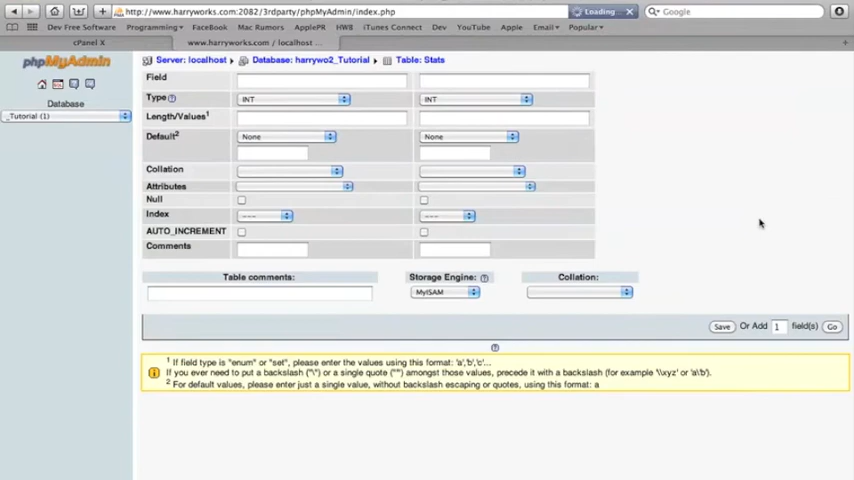 http://www.harryworks.com:2082/3rdparty/phpMyAdmin/index.php
Loading
Google
Dev Free Software Programming FaceBook Mac Rumors ApplePR HWB iTunes Connect Dev YouTube Apple Email Popular
cPanel X
www.harryworks.com / localhost ...
phpMyAdmin
Server: localhost Database: harrywo2_Tutorial Table: Stats
Database
_Tutorial (1)
Field
Type INT INT
Length/Values1
Default2 None None
Collation
Attributes
Null
Index --- ---
AUTO_INCREMENT
Comments
Table comments: Storage Engine: Collation:
MyISAM
Save Or Add 1 field(s) Go
1 If field type is "enum" or "set", please enter the values using this format: 'a','b','c'...
If you ever need to put a backslash ("\") or a single quote ("'") amongst those values, precede it with a backslash (for example '\\xyz' or 'a\'b').
2 For default values, please enter just a single value, without backslash escaping or quotes, using this format: a